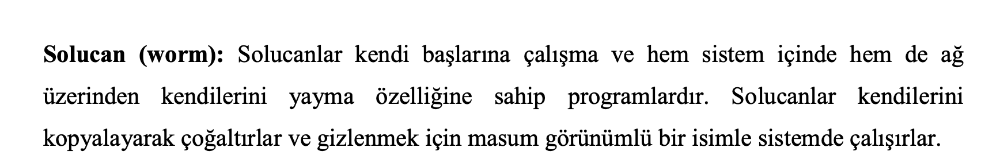 Solucan (worm): Solucanlar kendi başlarına çalışma ve hem sistem içinde hem de ağ
üzerinden kendilerini yayma özelliğine sahip programlardır. Solucanlar kendilerini
kopyalayarak çoğaltırlar ve gizlenmek için masum görünümlü bir isimle sistemde çalışırlar.